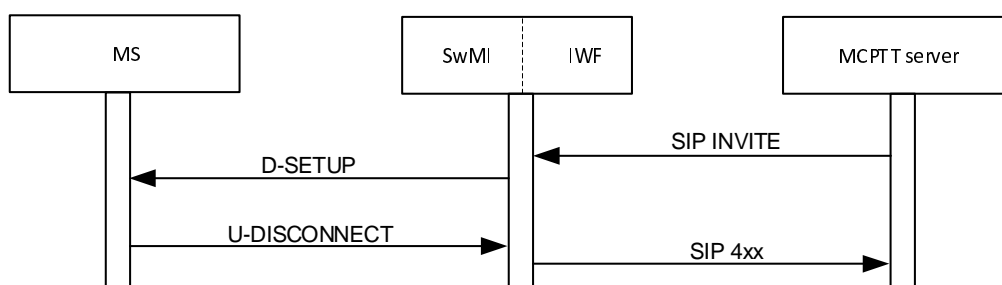 MS
SwMI IWF
MCPTT server
SIP INVITE
D-SETUP
U-DISCONNECT
SIP 4xx